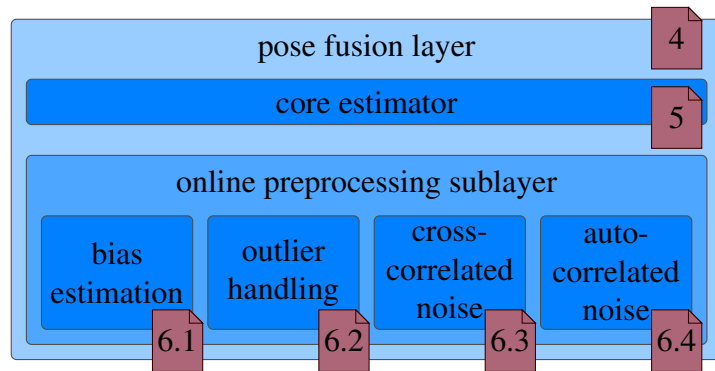 pose fusion layer
4
core estimator
5
online preprocessing sublayer
bias
estimation
6.1
outlier
handling
6.2
cross-
correlated
noise
6.3
auto-
correlated
noise
6.4